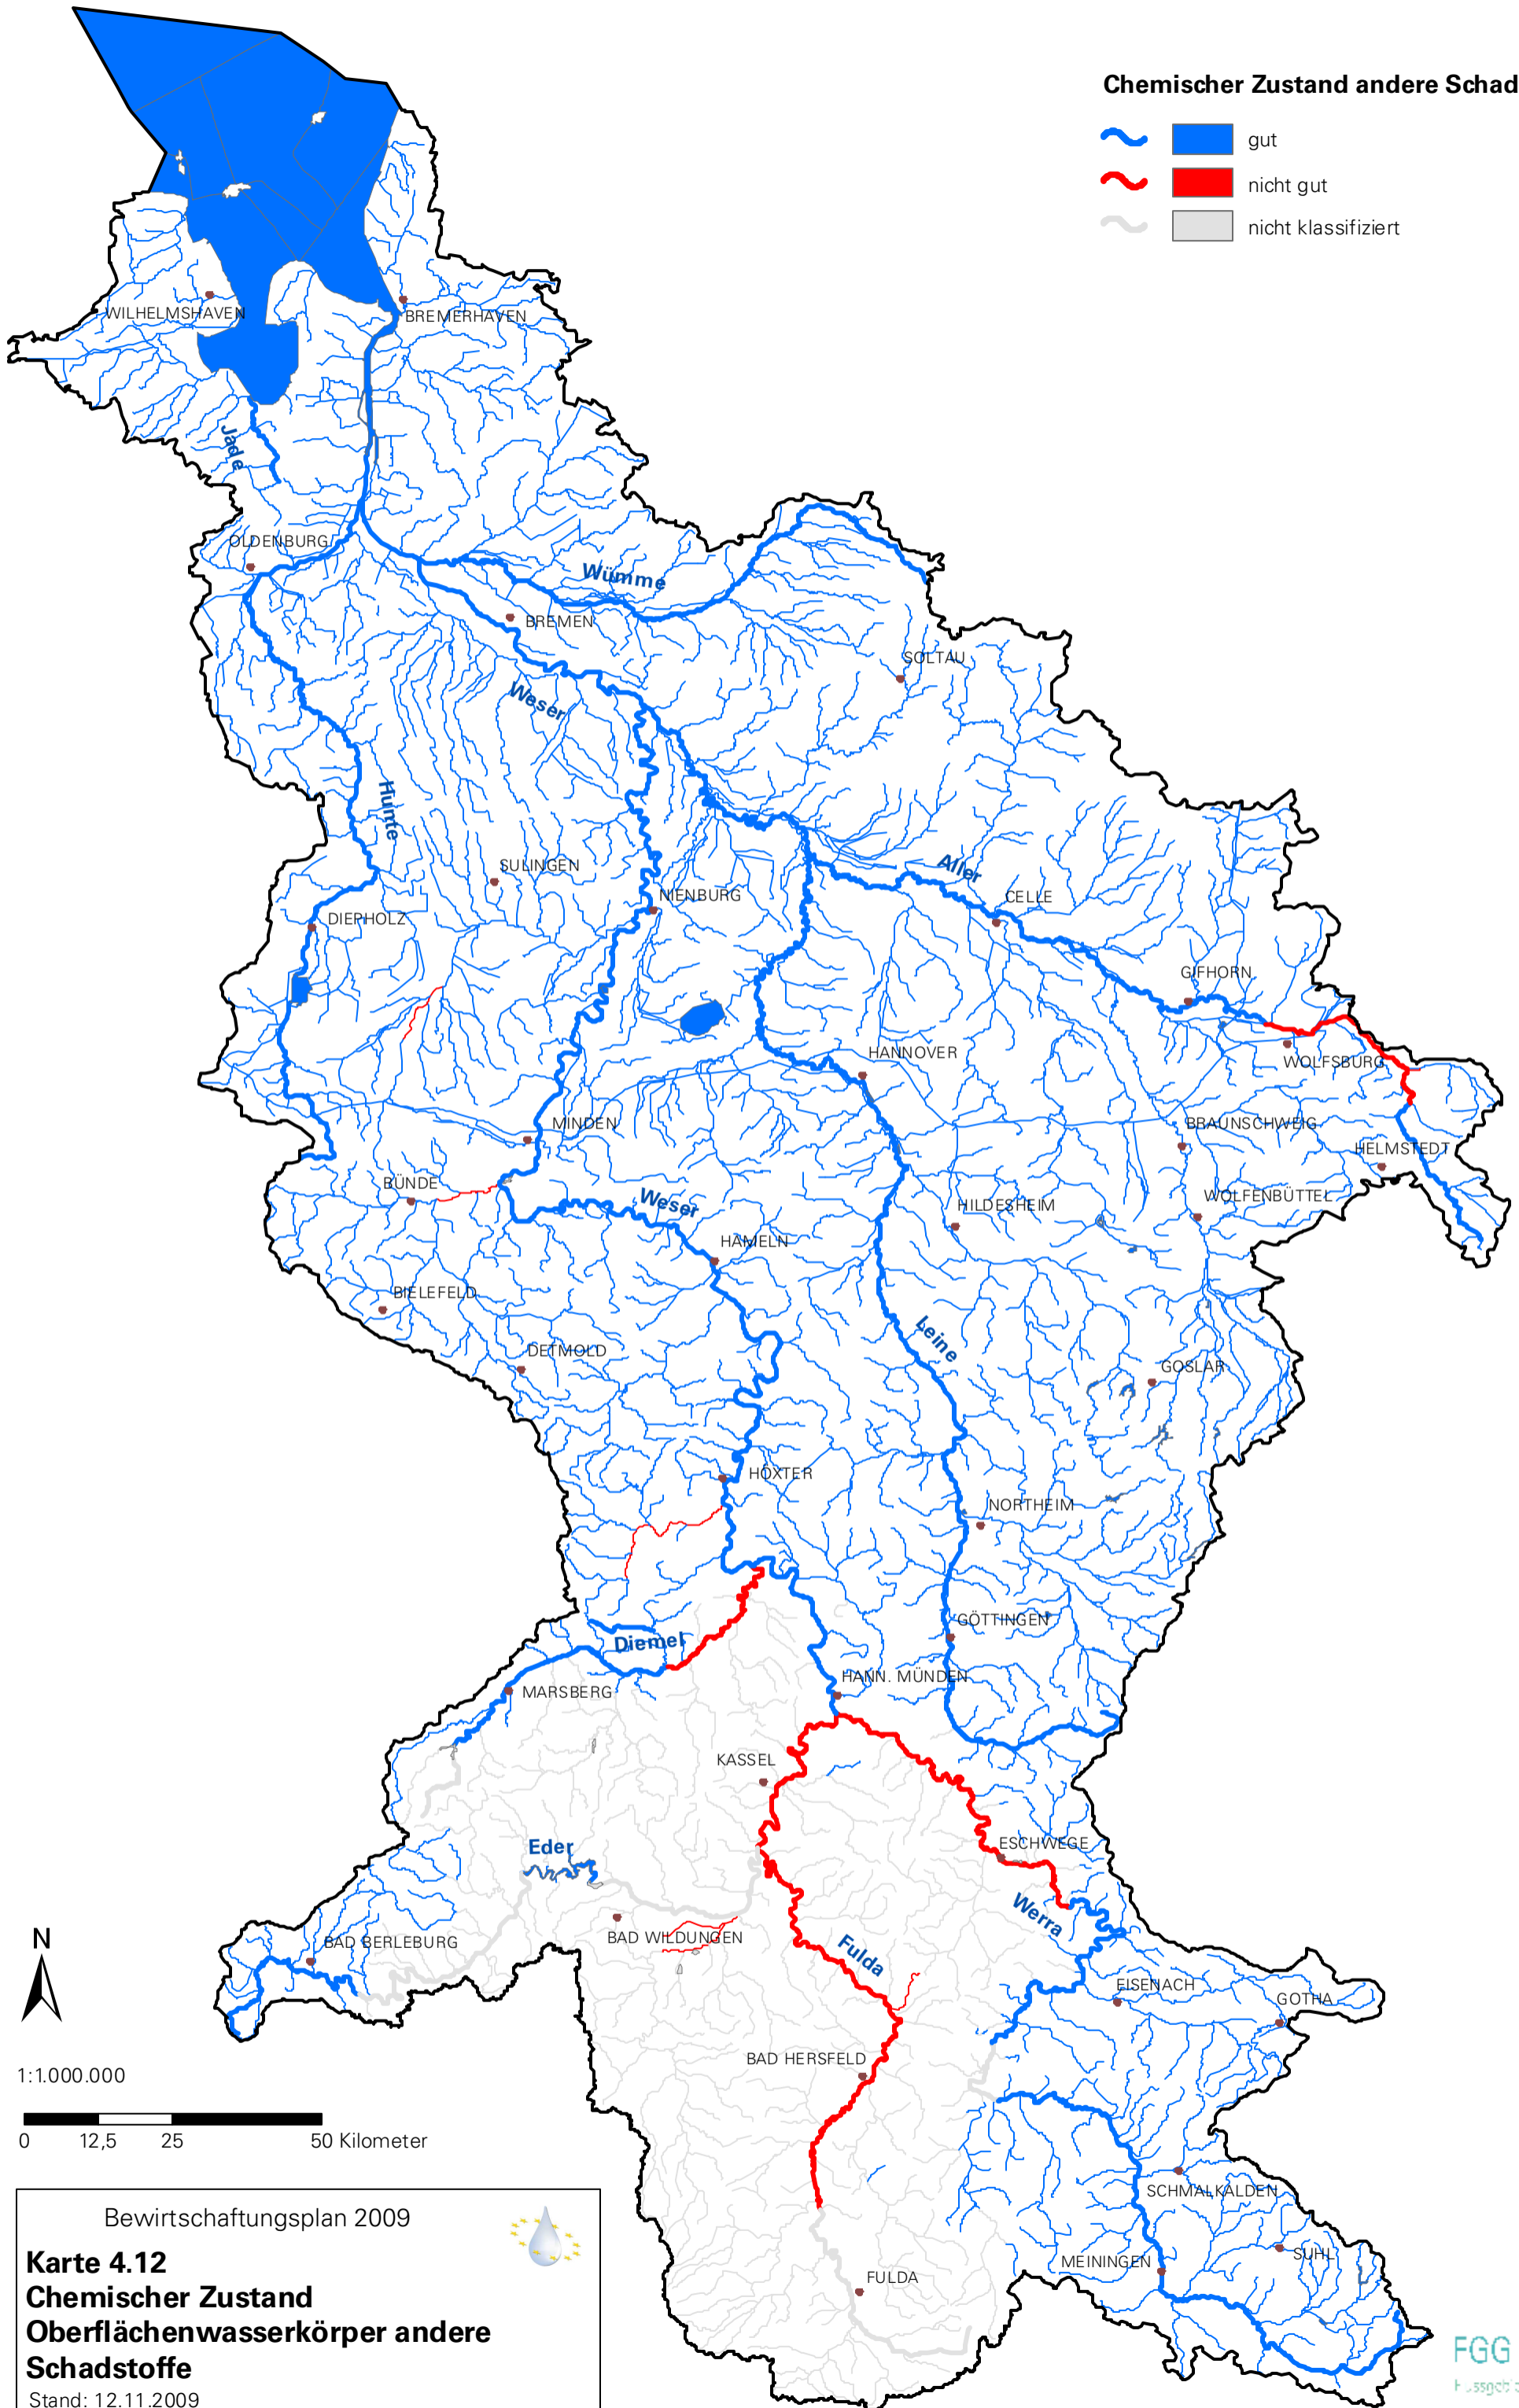 Chemischer Zustand andere Schad
gut
nicht gut
nicht klassifiziert
WILHELMSHAVEN
BREMERHAVEN
Jade
OLDENBURG
Wümme
BREMEN
SOLTAU
Weser
Hunte
SULINGEN
Aller
NIENBURG
CELLE
DIEPHOLZ
GIFHORN
HANNOVER
WOLFSBURG
MINDEN
BRAUNSCHWEIG
HELMSTEDT
BÜNDE
Weser
HILDESHEIM
WOLFENBÜTTEL
HAMELN
BIELEFELD
Leine
DETMOLD
GOSLAR
HÖXTER
NORTHEIM
GÖTTINGEN
Diemel
HANN. MÜNDEN
MARSBERG
KASSEL
Eder
ESCHWEGE
Werra
BAD WILDUNGEN
BAD BERLEBURG
Fulda
EISENACH
GOTHA
N
BAD HERSFELD
1:1.000.000
0 12,5 25 50 Kilometer
SCHMALKALDEN
SUHL
MEININGEN
FULDA
Bewirtschaftungsplan 2009
Karte 4.12
Chemischer Zustand
Oberflächenwasserkörper andere
Schadstoffe
Stand: 12.11.2009
FGG